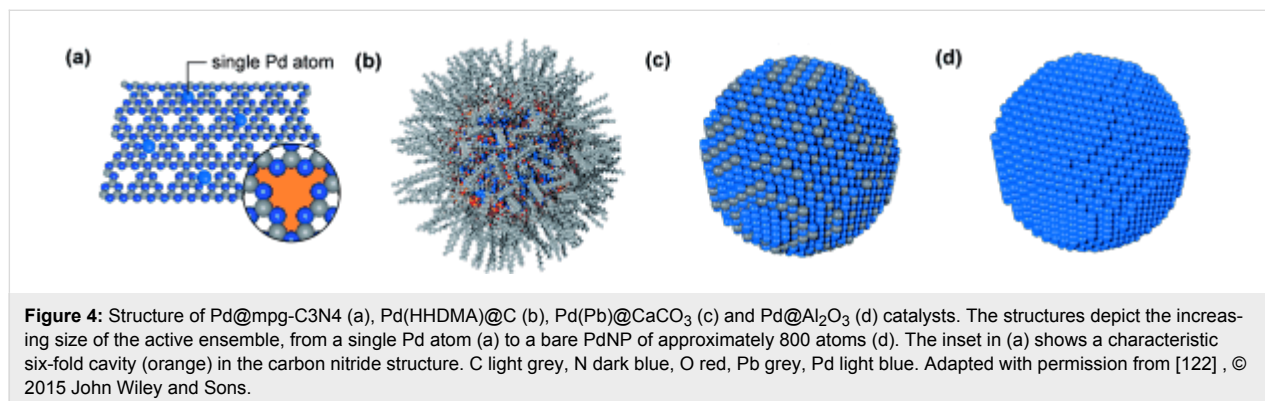 (a)
single Pd atom
(b)
(c)
(d)
Figure 4: Structure of Pd@mpg-C3N4 (a), Pd(HHDMA)@C (b), Pd(Pb)@CaCO₃ (c) and Pd@Al₂O₃ (d) catalysts. The structures depict the increas-
ing size of the active ensemble, from a single Pd atom (a) to a bare PdNP of approximately 800 atoms (d). The inset in (a) shows a characteristic
six-fold cavity (orange) in the carbon nitride structure. C light grey, N dark blue, O red, Pb grey, Pd light blue. Adapted with permission from [122] , ©
2015 John Wiley and Sons.